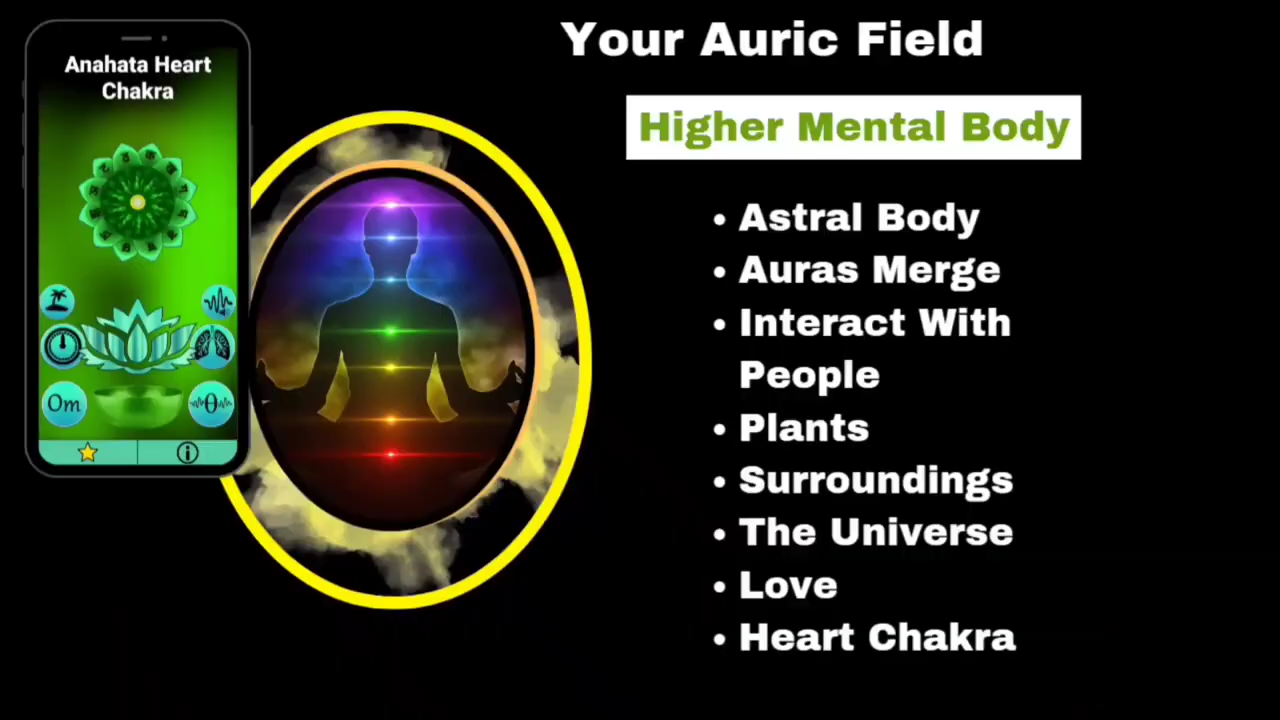 Anahata Heart
Chakra
Om
Your Auric Field
Higher Mental Body
• Astral Body
• Auras Merge
• Interact With
People
• Plants
• Surroundings
• The Universe
• Love
• Heart Chakra